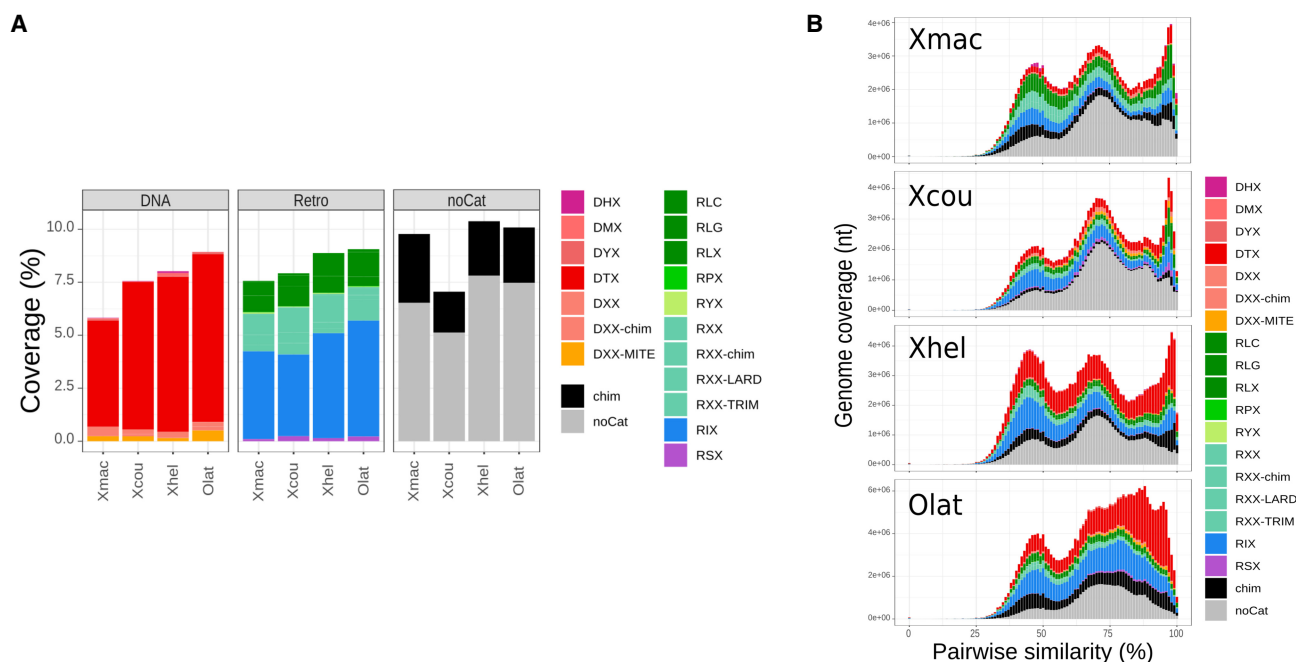 A
DNA
Retro
noCat
Coverage (%)
10.0
7.5
5.0
2.5
0.0
Xmac
Xcou
Xhel
Olat
Xmac
Xcou
Xhel
Olat
Xmac
Xcou
Xhel
Olat
DHX
DMX
DYX
DTX
DXX
DXX-chim
DXX-MITE
chim
noCat
RLC
RLG
RLX
RPX
RYX
RXX
RXX-chim
RXX-LARD
RXX-TRIM
RIX
RSX
B
Genome coverage (nt)
Xmac
4e+06
3e+06
2e+06
1e+06
0e+00
Xcou
4e+06
3e+06
2e+06
1e+06
0e+00
Xhel
4e+06
3e+06
2e+06
1e+06
0e+00
Olat
6e+06
4e+06
2e+06
0e+00
0
25
50
75
100
Pairwise similarity (%)
DHX
DMX
DYX
DTX
DXX
DXX-chim
DXX-MITE
RLC
RLG
RLX
RPX
RYX
RXX
RXX-chim
RXX-LARD
RXX-TRIM
RIX
RSX
chim
noCat